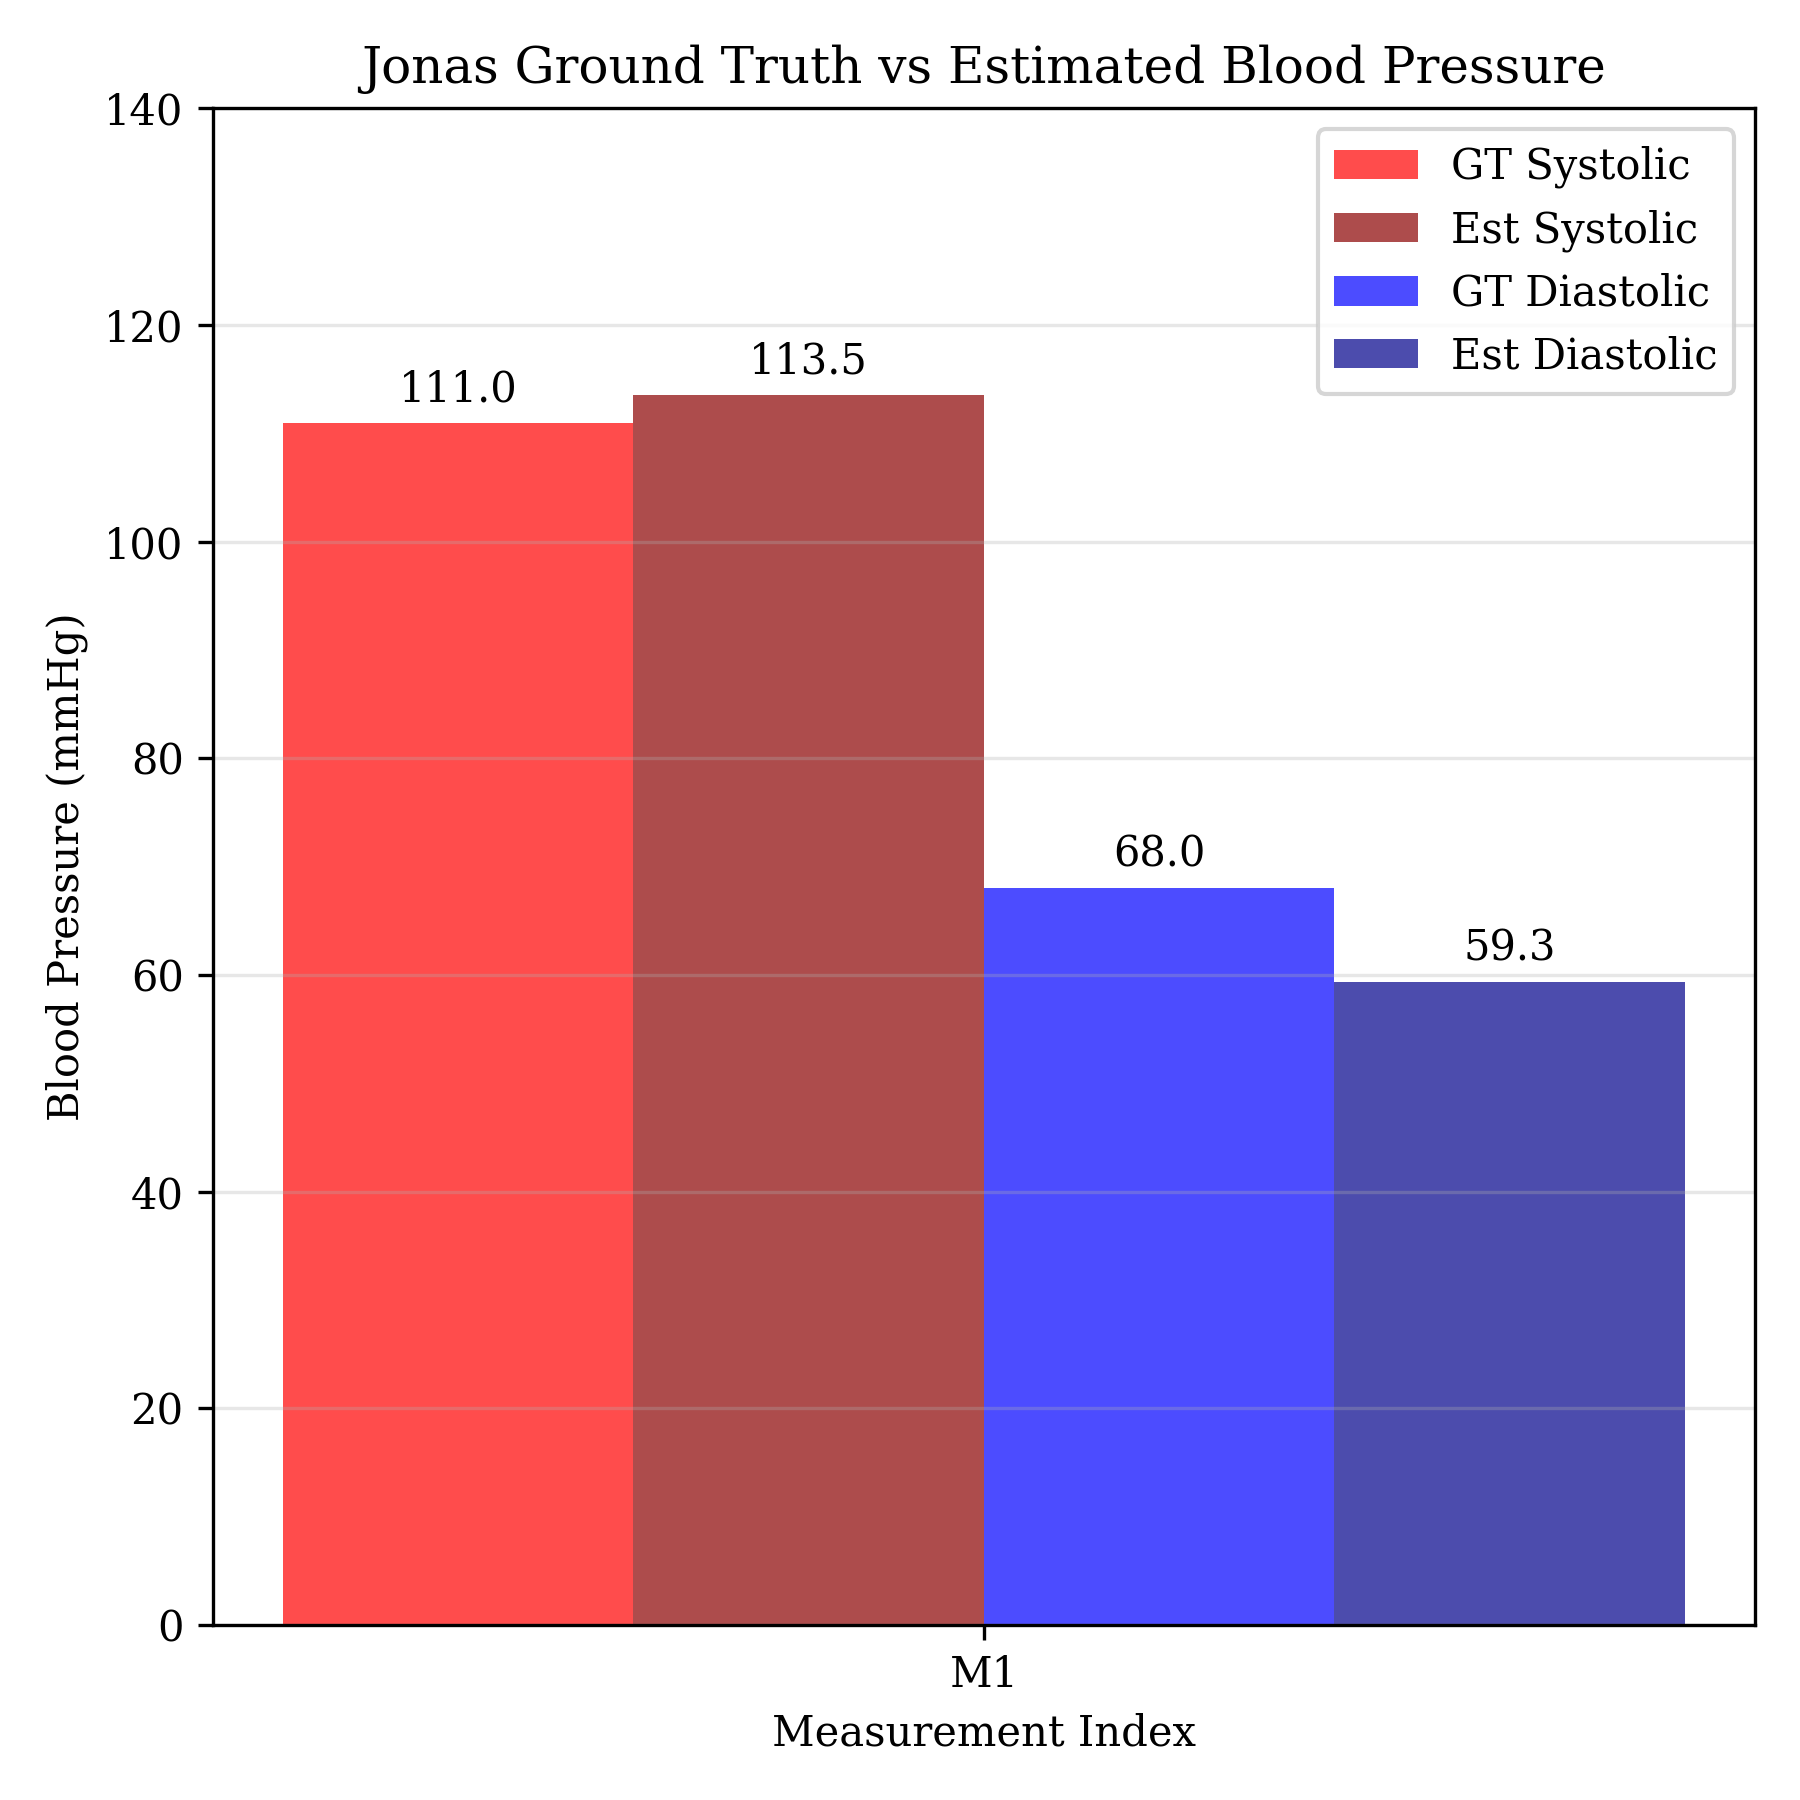 Jonas Ground Truth vs Estimated Blood Pressure
140
120
100
80
60
40
20
0
Blood Pressure (mmHg)
GT Systolic
Est Systolic
GT Diastolic
Est Diastolic
111.0
113.5
68.0
59.3
M1
Measurement Index